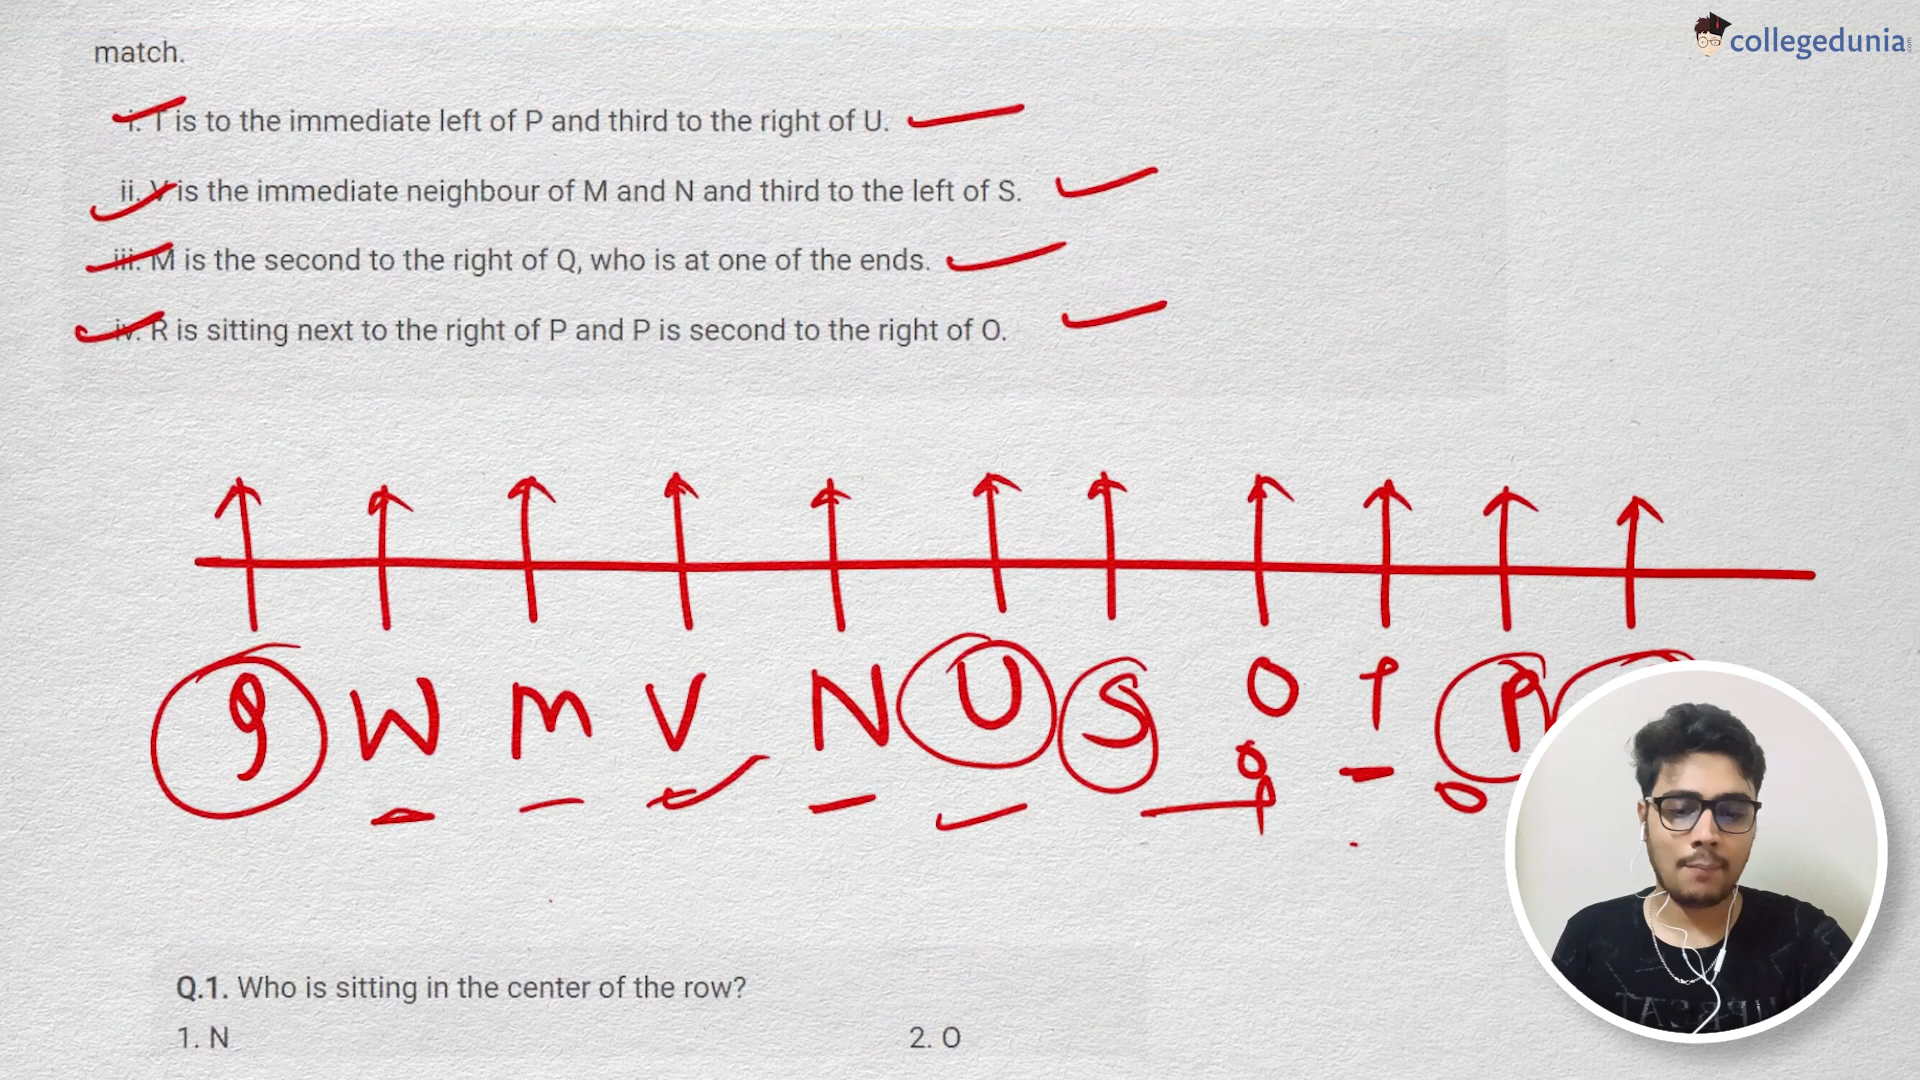 collegedunia
.com
match.
i. T is to the immediate left of P and third to the right of U.
ii. V is the immediate neighbour of M and N and third to the left of S.
iii. M is the second to the right of Q, who is at one of the ends.
iv. R is sitting next to the right of P and P is second to the right of O.
Q W M V N U S O T P
Q.1. Who is sitting in the center of the row?
1. N 2. O